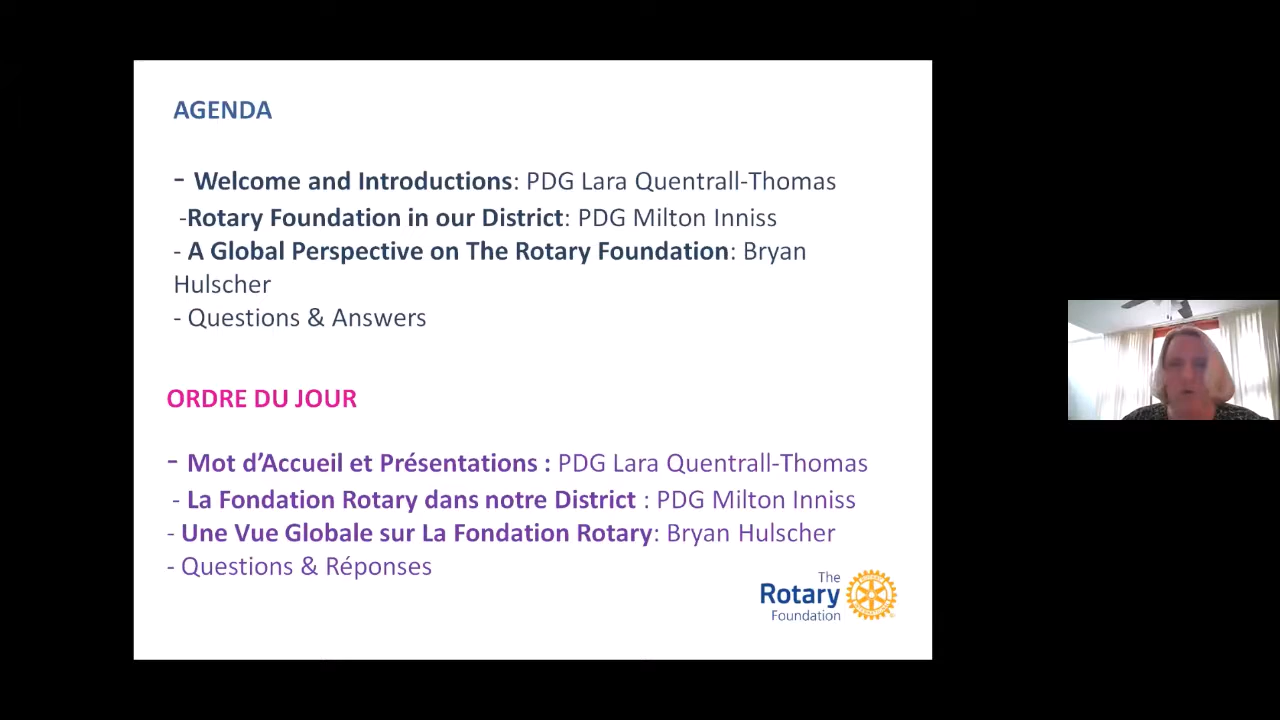 AGENDA
- Welcome and Introductions: PDG Lara Quentrall-Thomas
-Rotary Foundation in our District: PDG Milton Inniss
- A Global Perspective on The Rotary Foundation: Bryan
Hulscher
- Questions & Answers
ORDRE DU JOUR
- Mot d’Accueil et Présentations : PDG Lara Quentrall-Thomas
- La Fondation Rotary dans notre District : PDG Milton Inniss
- Une Vue Globale sur La Fondation Rotary: Bryan Hulscher
- Questions & Réponses
The
Rotary
Foundation